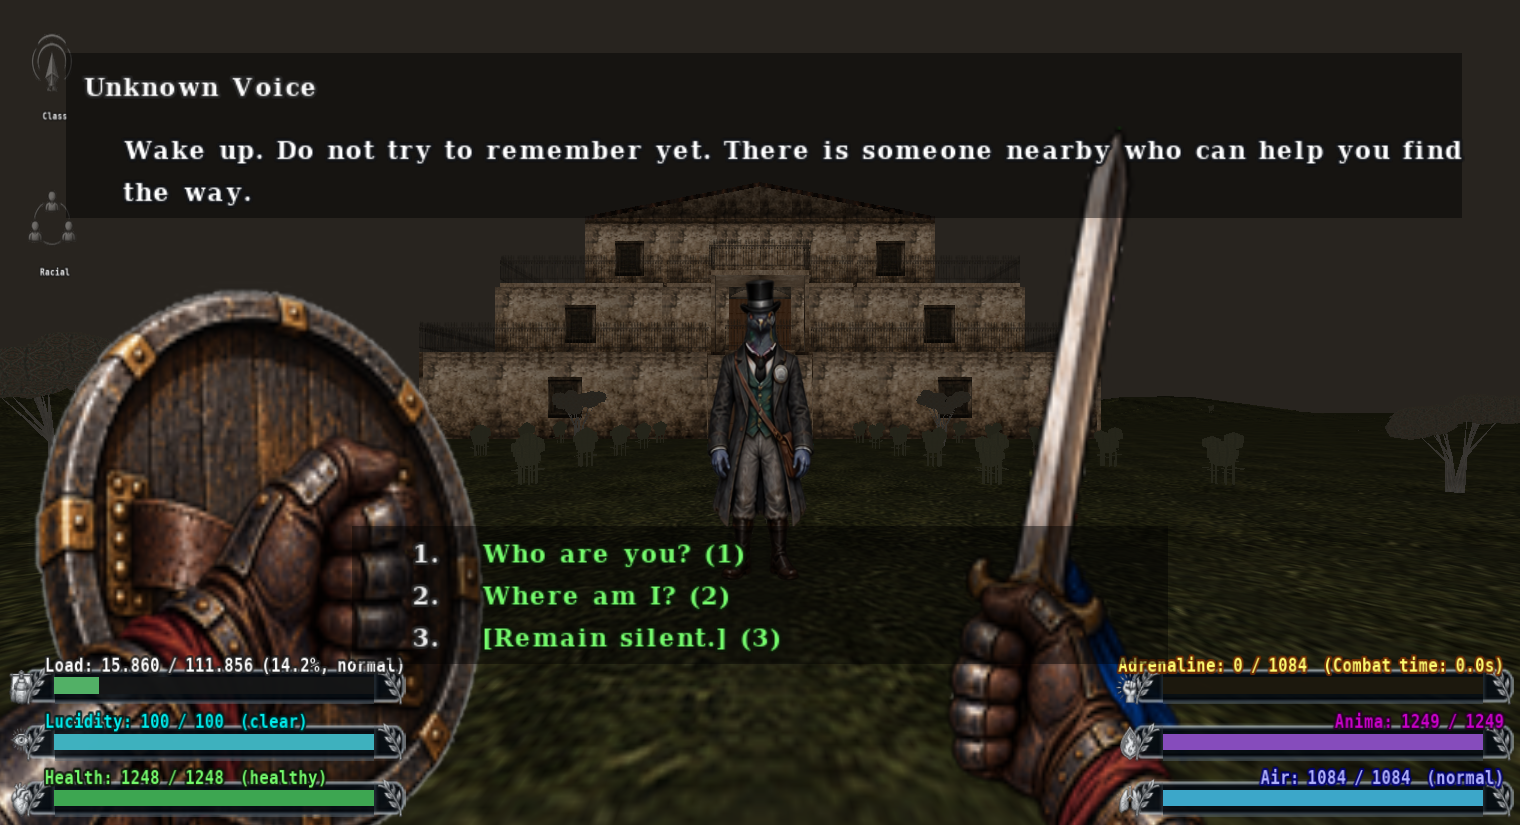 Unknown Voice
Class
Wake up. Do not try to remember yet. There is someone nearby who can help you find
the way.
Racial
1. Who are you? (1)
2. Where am I? (2)
3. [Remain silent.] (3)
Load: 15.860 / 111.856 (14.2%, normal)
Lucidity: 100 / 100 (clear)
Health: 1248 / 1248 (healthy)
Adrenaline: 0 / 1084 (Combat time: 0.0s)
Anima: 1249 / 1249
Air: 1084 / 1084 (normal)